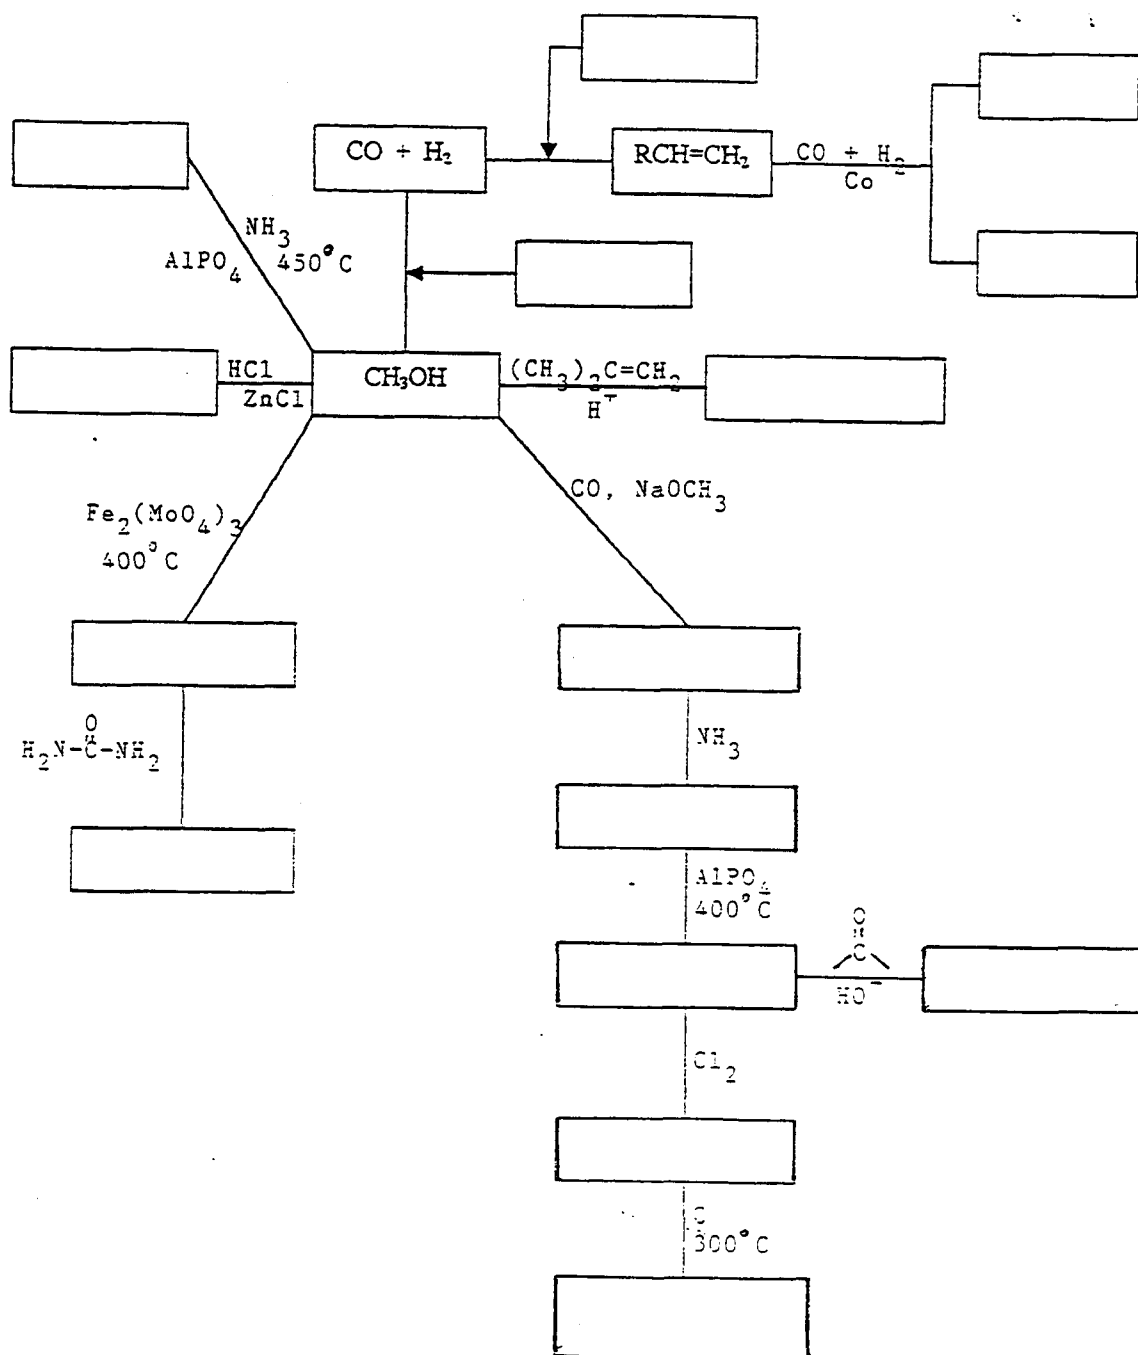 CO + H₂
RCH=CH₂
CO + H₂
Co
NH₃
450°C
AlPO₄
HCl
ZnCl
CH₃OH
(CH₃)₂C=CH₂
H⁺
CO, NaOCH₃
Fe₂(MoO₄)₃
400°C
O
H₂N-C-NH₂
NH₃
AlPO₄
400°C
O
C
HO⁻
Cl₂
C
300°C